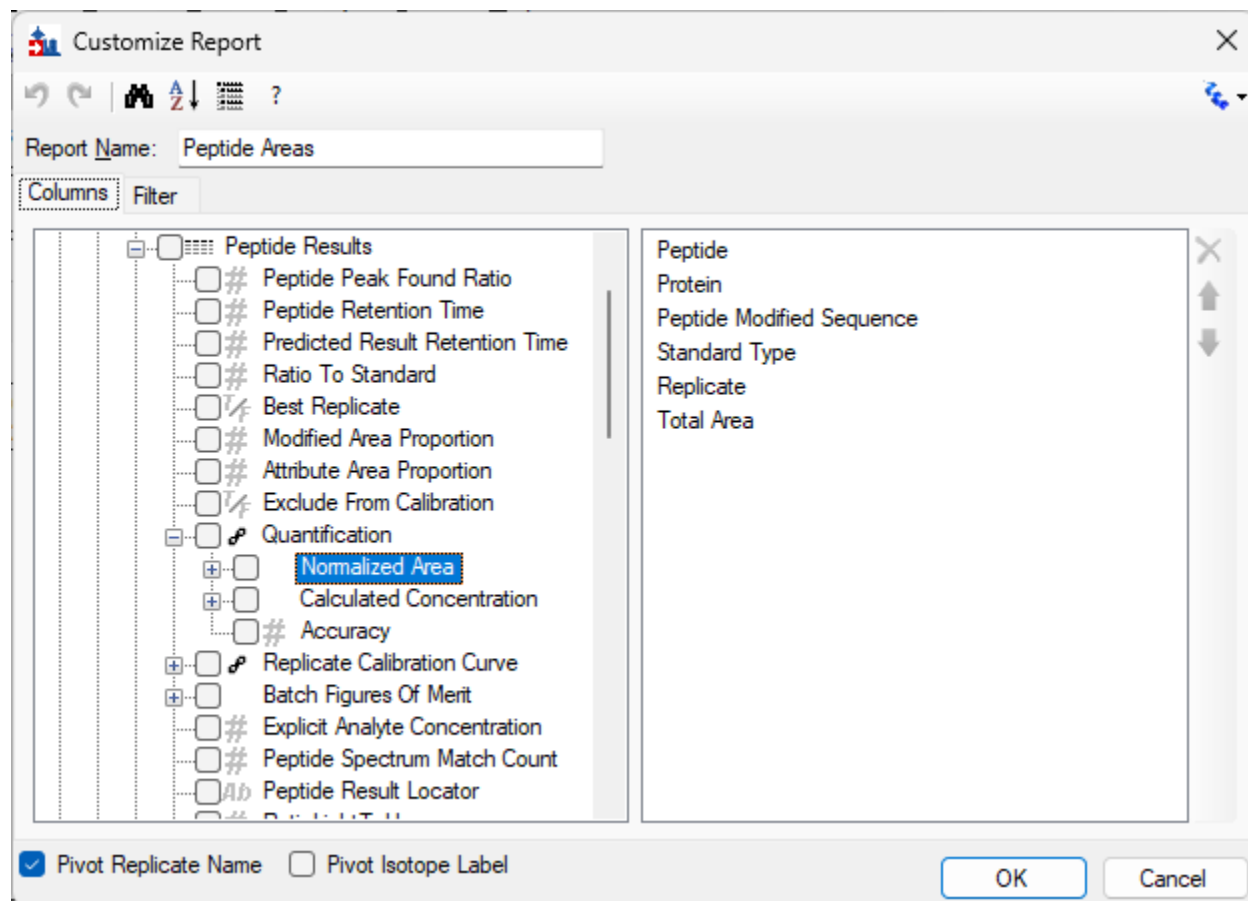 Customize Report
A
Z
?
Report Name: Peptide Areas
Columns Filter
Peptide Results
# Peptide Peak Found Ratio
# Peptide Retention Time
# Predicted Result Retention Time
# Ratio To Standard
T/F Best Replicate
# Modified Area Proportion
# Attribute Area Proportion
T/F Exclude From Calibration
Quantification
Normalized Area
Calculated Concentration
# Accuracy
Replicate Calibration Curve
Batch Figures Of Merit
# Explicit Analyte Concentration
# Peptide Spectrum Match Count
Ab Peptide Result Locator
Peptide
Protein
Peptide Modified Sequence
Standard Type
Replicate
Total Area
Pivot Replicate Name Pivot Isotope Label
OK Cancel